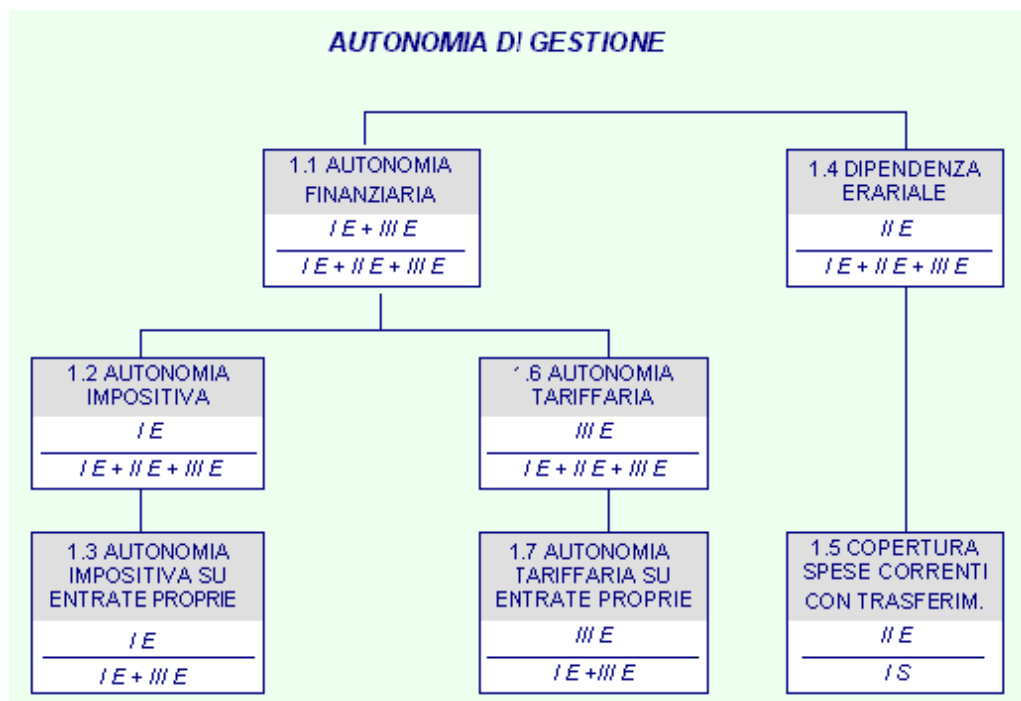 AUTONOMIA DI GESTIONE
1.1 AUTONOMIA
FINANZIARIA
I E + III E
I E + II E + III E
1.4 DIPENDENZA
ERARIALE
II E
I E + II E + III E
1.2 AUTONOMIA
IMPOSITIVA
I E
I E + II E + III E
1.6 AUTONOMIA
TARIFFARIA
III E
I E + II E + III E
1.3 AUTONOMIA
IMPOSITIVA SU
ENTRATE PROPRIE
I E
I E + III E
1.7 AUTONOMIA
TARIFFARIA SU
ENTRATE PROPRIE
III E
I E +III E
1.5 COPERTURA
SPESE CORRENTI
CON TRASFERIM.
II E
I S